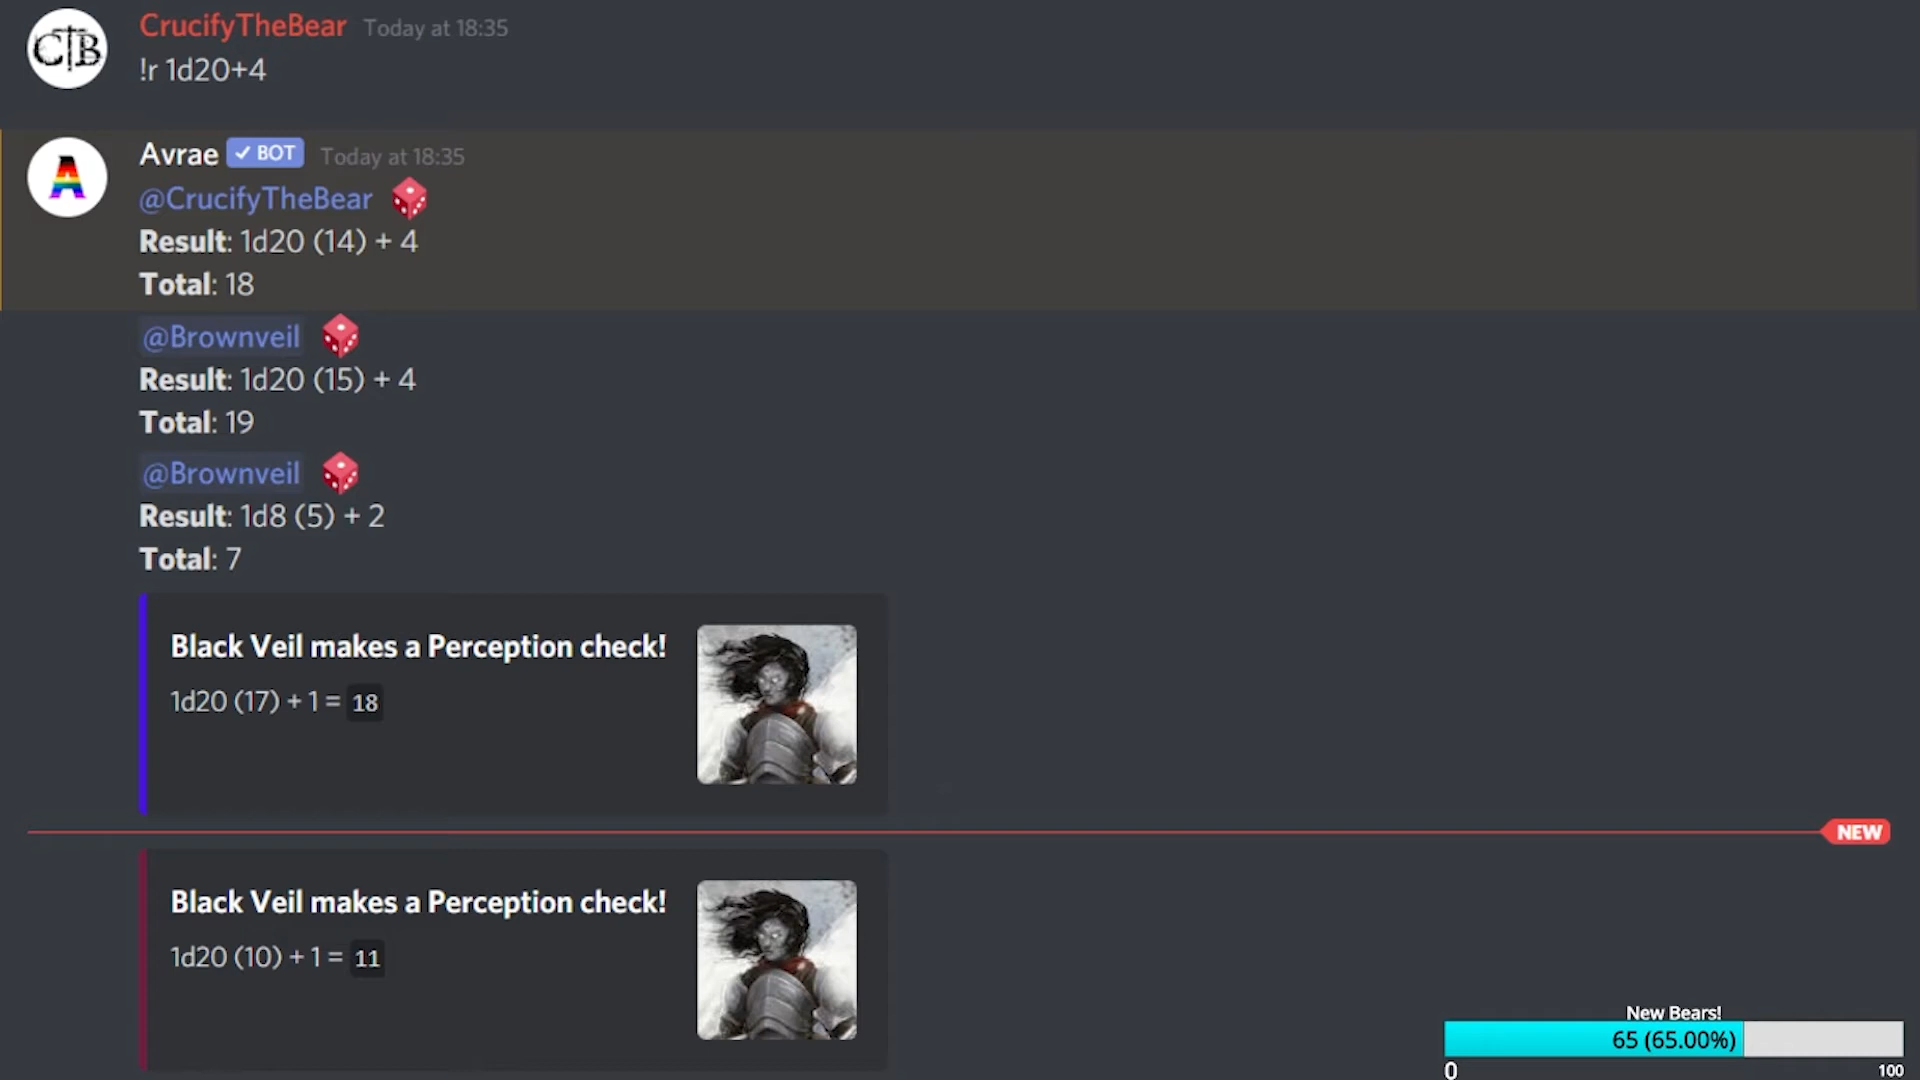 CTB
CrucifyTheBear Today at 18:35
!r 1d20+4
A
Avrae ✓ BOT Today at 18:35
@CrucifyTheBear
Result: 1d20 (14) + 4
Total: 18
@Brownveil
Result: 1d20 (15) + 4
Total: 19
@Brownveil
Result: 1d8 (5) + 2
Total: 7
Black Veil makes a Perception check!
1d20 (17) + 1 = 18
NEW
Black Veil makes a Perception check!
1d20 (10) + 1 = 11
New Bears!
65 (65.00%)
0 100